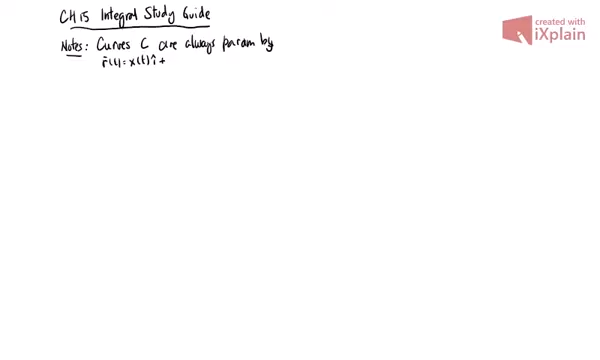 CH 15 Integral Study Guide
Notes: Curves C are always param by
r̄(t) = x(t) î +
created with
iXplain